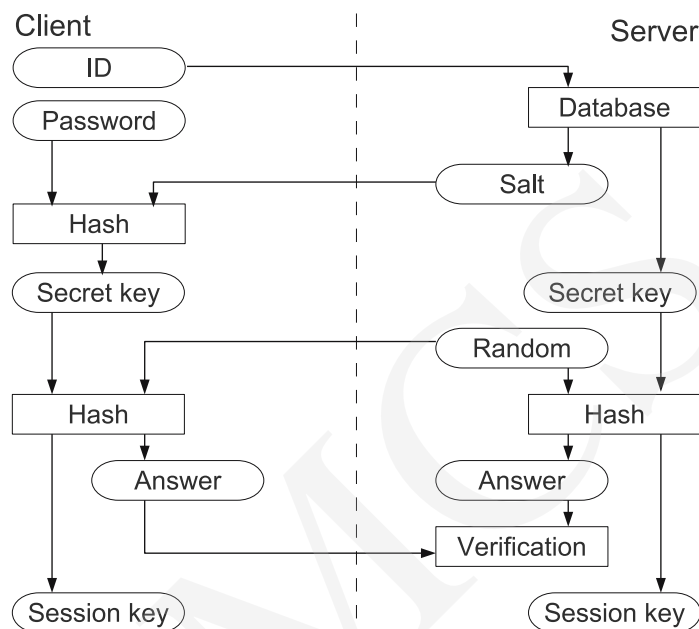 Client
Server
ID
Database
Password
Salt
Hash
Secret key
Secret key
Random
Hash
Hash
Answer
Answer
Verification
Session key
Session key
MCS